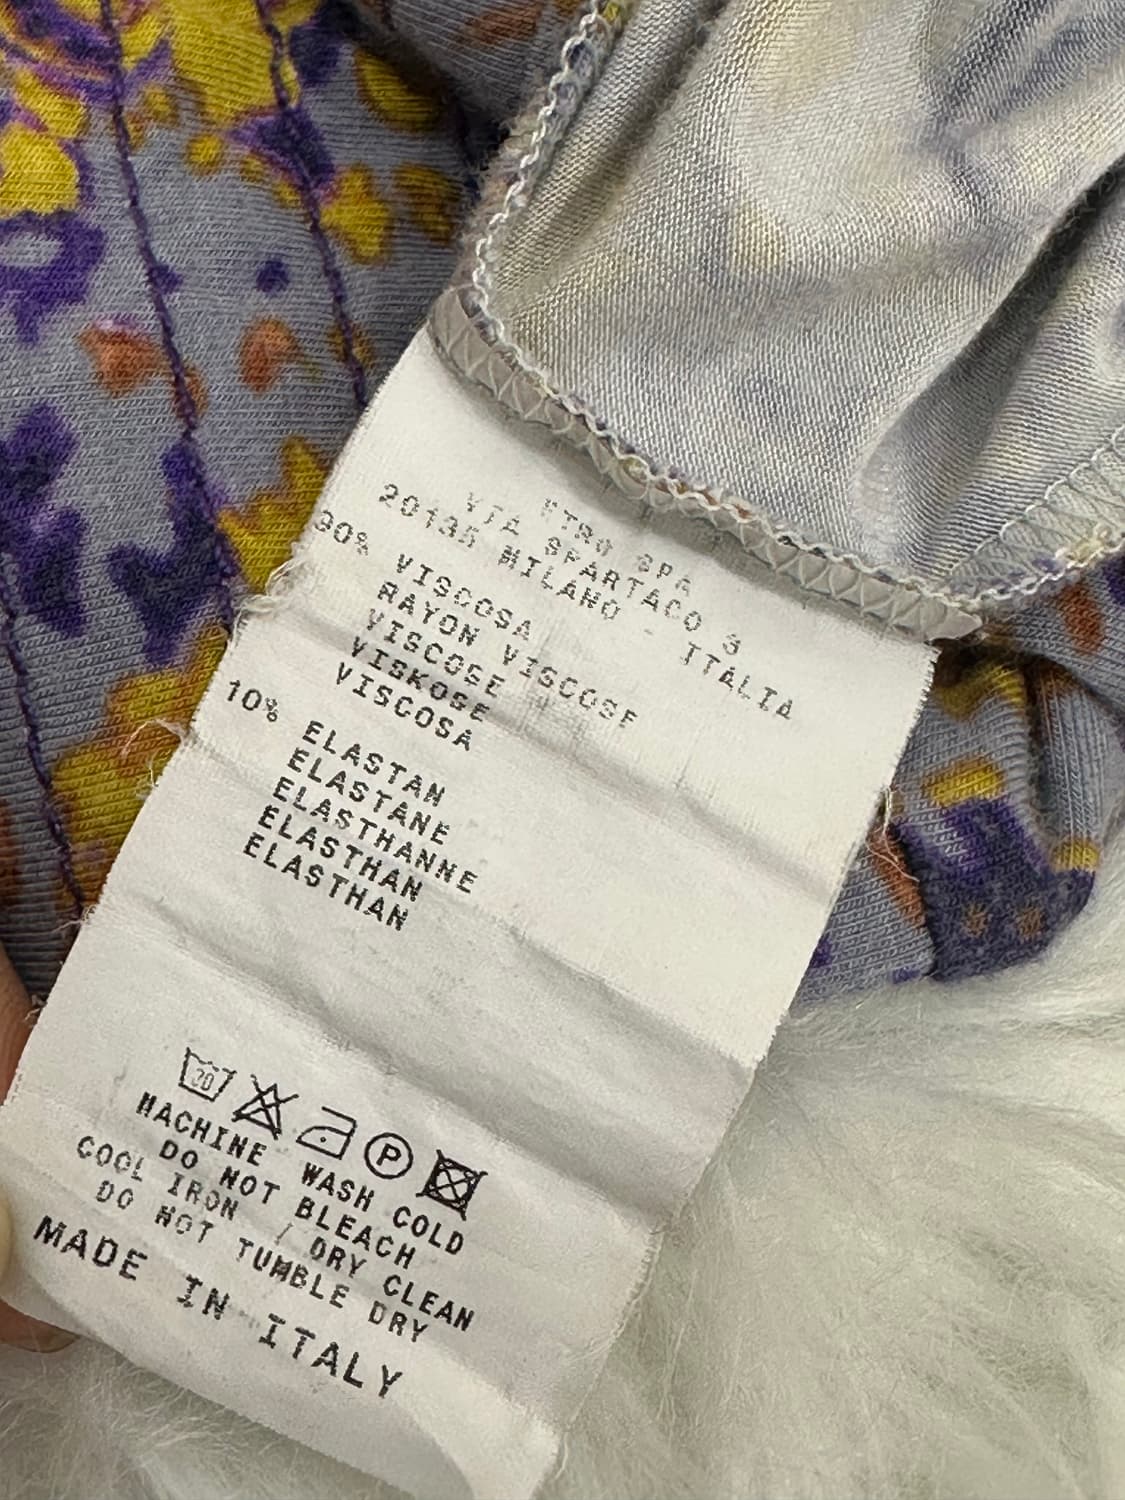 ETRO SPA
VIA SPARTACO 3
20135 MILANO - ITALIA
90% VISCOSA
RAYON VISCOSE
VISCOSE
VISKOSE
VISCOSA
10% ELASTAN
ELASTANE
ELASTHANNE
ELASTHAN
ELASTHAN
P
MACHINE WASH COLD
DO NOT BLEACH
COOL IRON / DRY CLEAN
DO NOT TUMBLE DRY
MADE IN ITALY